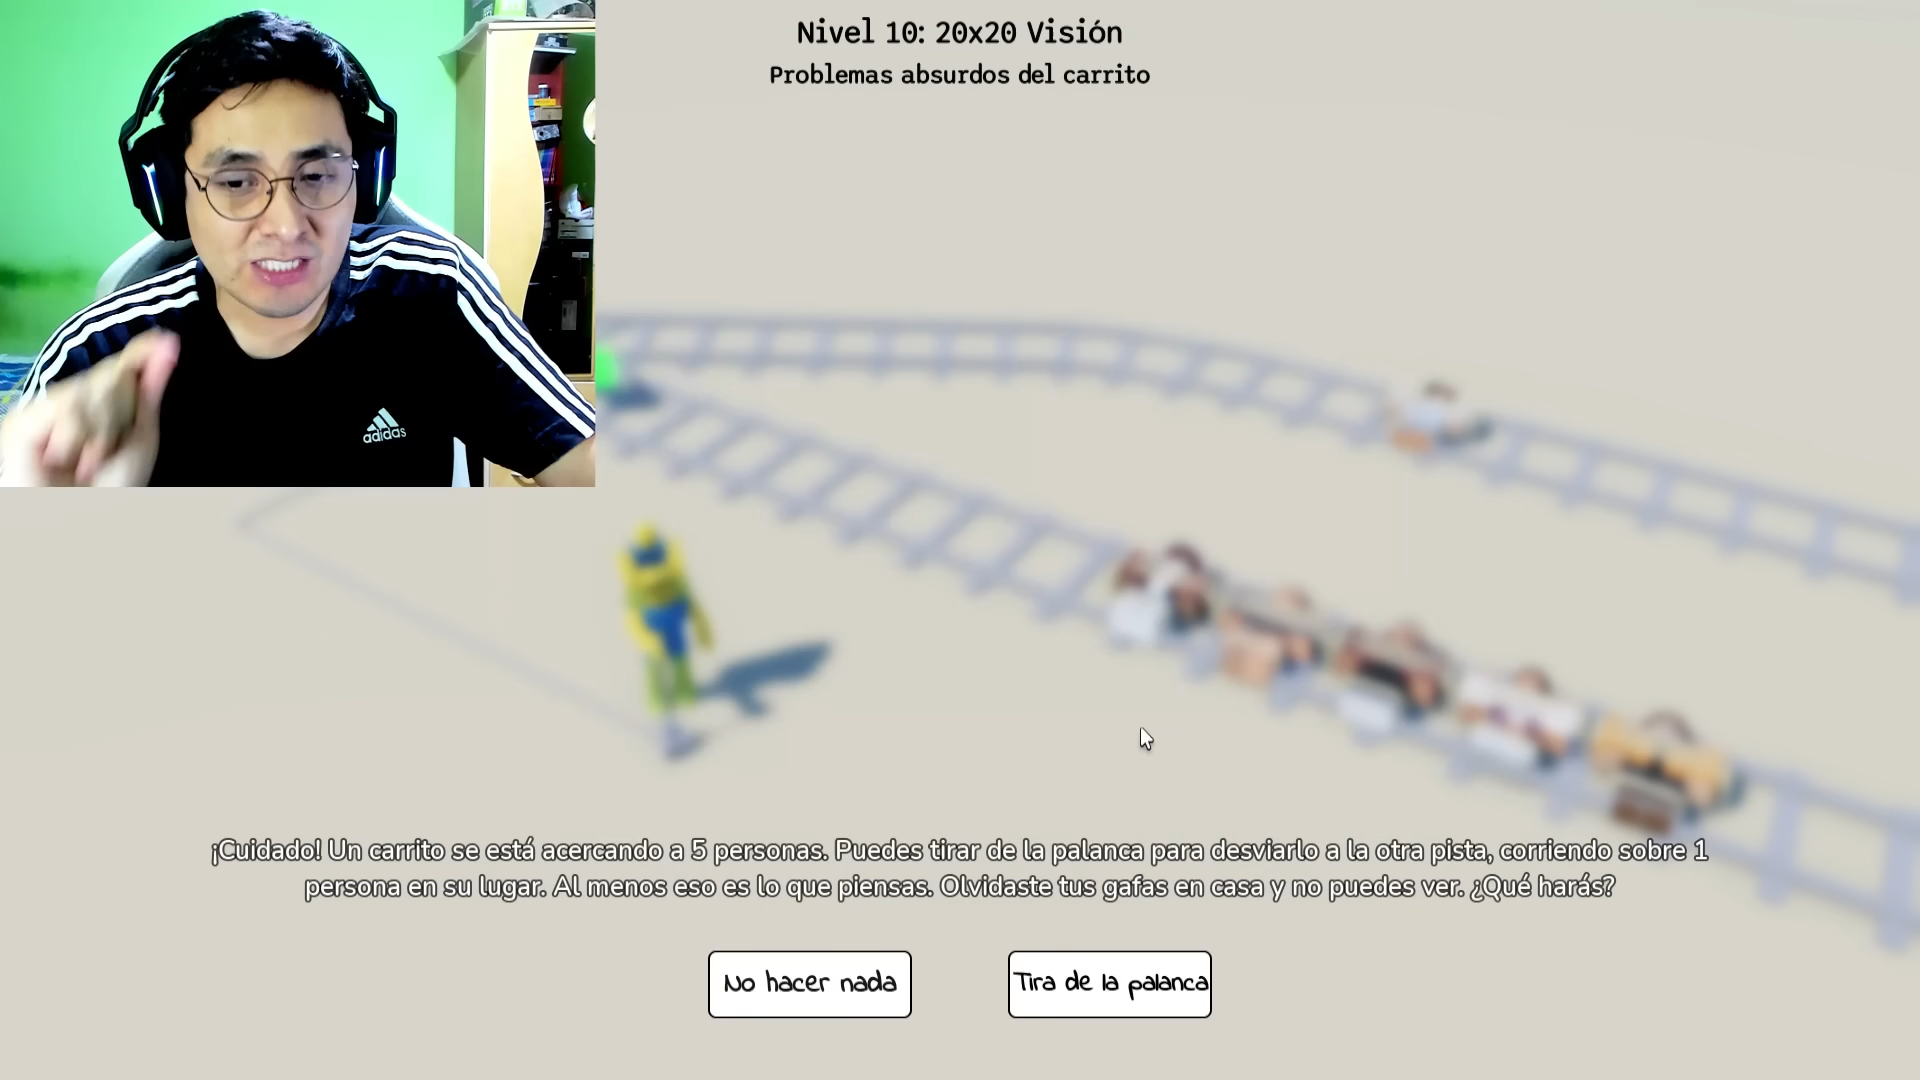 Nivel 10: 20x20 Visión
Problemas absurdos del carrito
adidas
¡Cuidado! Un carrito se está acercando a 5 personas. Puedes tirar de la palanca para desviarlo a la otra pista, corriendo sobre 1
persona en su lugar. Al menos eso es lo que piensas. Olvidaste tus gafas en casa y no puedes ver. ¿Qué harás?
No hacer nada
Tira de la palanca